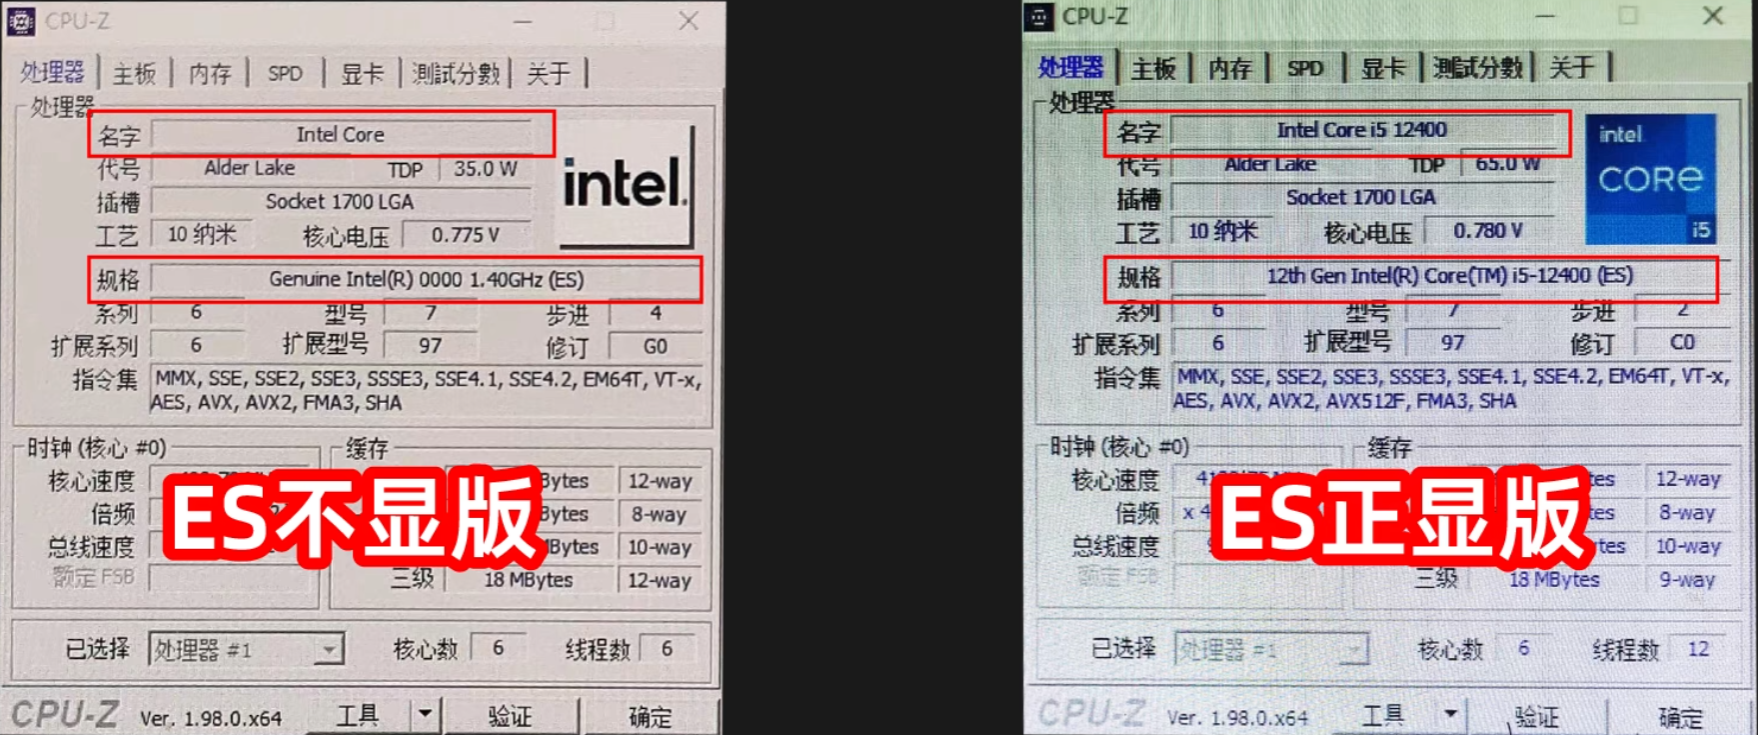 CPU-Z
处理器 主板 内存 SPD 显卡 測試分數 关于
处理器
名字 Intel Core
代号 Alder Lake TDP 35.0 W
intel.
插槽 Socket 1700 LGA
工艺 10 纳米 核心电压 0.775 V
规格 Genuine Intel(R) 0000 1.40GHz (ES)
系列 6 型号 7 步进 4
扩展系列 6 扩展型号 97 修订 G0
指令集 MMX, SSE, SSE2, SSE3, SSSE3, SSE4.1, SSE4.2, EM64T, VT-x,
AES, AVX, AVX2, FMA3, SHA
时钟 (核心 #0) 缓存
核心速度 Bytes 12-way
倍频 Bytes 8-way
ES不显版
总线速度 MBytes 10-way
额定 FSB 三级 18 MBytes 12-way
已选择 处理器 #1 核心数 6 线程数 6
CPU-Z Ver. 1.98.0.x64 工具 验证 确定
CPU-Z
处理器 主板 内存 SPD 显卡 測試分數 关于
处理器
名字 Intel Core i5 12400
intel
CORE
i5
代号 Alder Lake TDP 65.0 W
插槽 Socket 1700 LGA
工艺 10 纳米 核心电压 0.780 V
规格 12th Gen Intel(R) Core(TM) i5-12400 (ES)
系列 6 型号 7 步进 2
扩展系列 6 扩展型号 97 修订 C0
指令集 MMX, SSE, SSE2, SSE3, SSSE3, SSE4.1, SSE4.2, EM64T, VT-x,
AES, AVX, AVX2, AVX512F, FMA3, SHA
时钟 (核心 #0) 缓存
核心速度 12-way
倍频 x 4 8-way
ES正显版
总线速度 10-way
额定 FSB 三级 18 MBytes 9-way
已选择 处理器 #1 核心数 6 线程数 12
CPU-Z Ver. 1.98.0.x64 工具 验证 确定